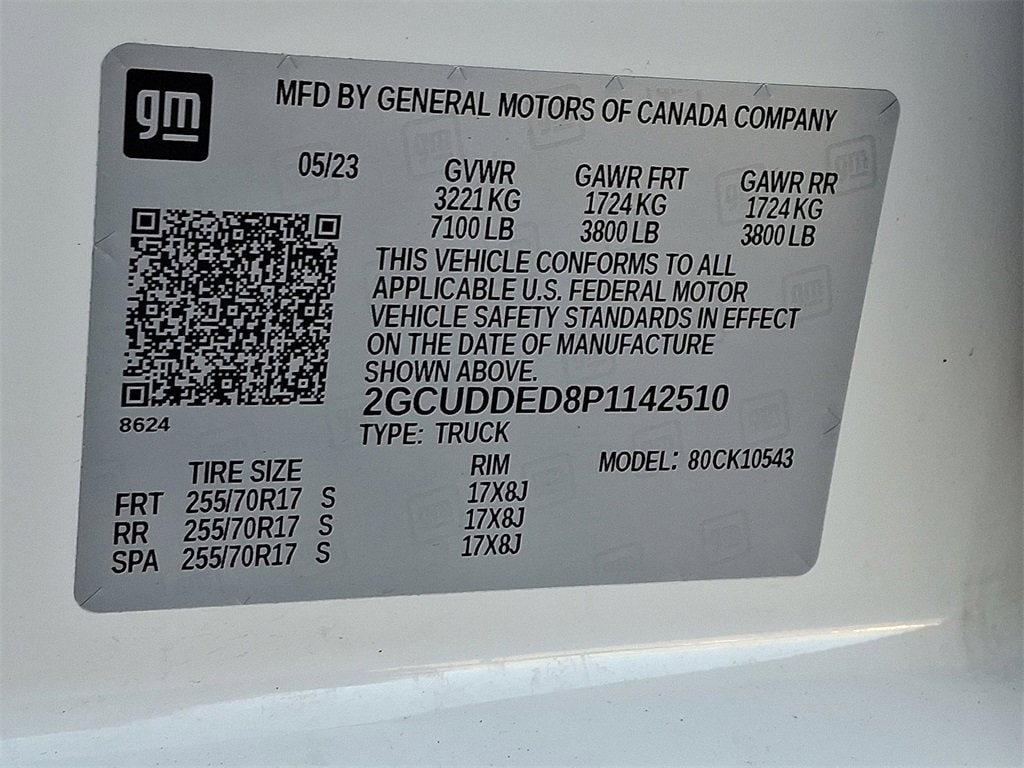 gm
MFD BY GENERAL MOTORS OF CANADA COMPANY
05/23 GVWR GAWR FRT GAWR RR
3221 KG 1724 KG 1724 KG
7100 LB 3800 LB 3800 LB
THIS VEHICLE CONFORMS TO ALL
APPLICABLE U.S. FEDERAL MOTOR
VEHICLE SAFETY STANDARDS IN EFFECT
ON THE DATE OF MANUFACTURE
SHOWN ABOVE.
2GCUDDED8P1142510
8624
TYPE: TRUCK
TIRE SIZE RIM MODEL: 80CK10543
FRT 255/70R17 S 17X8J
RR 255/70R17 S 17X8J
SPA 255/70R17 S 17X8J